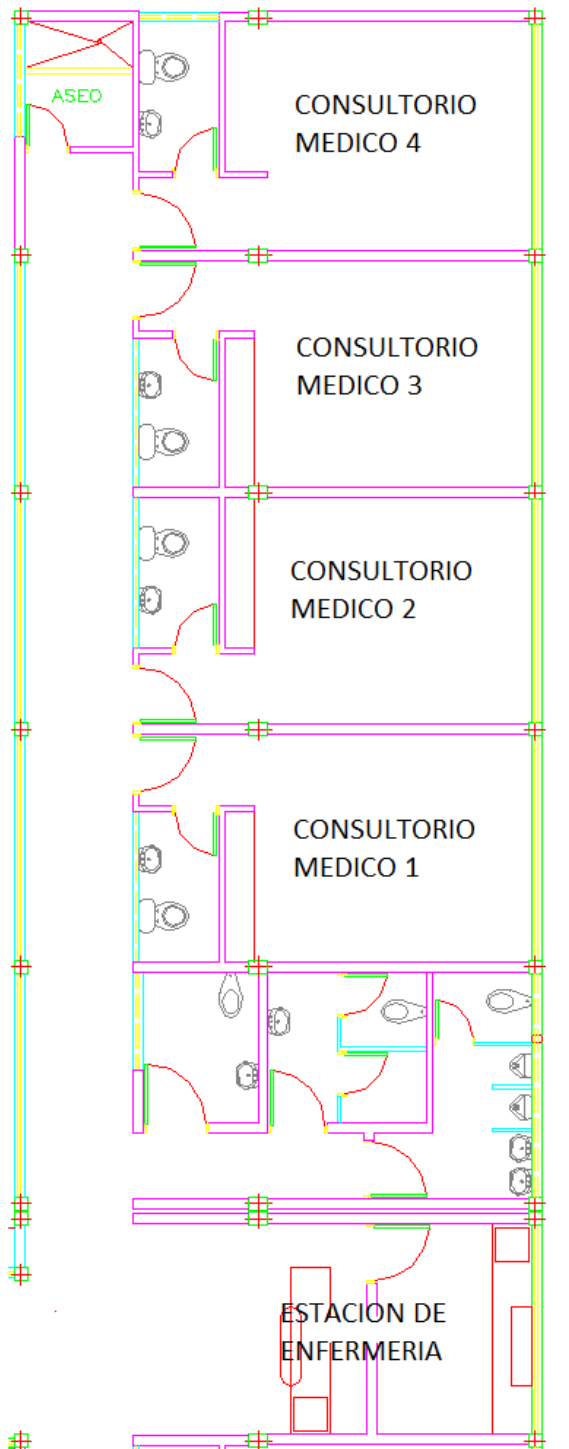 ASEO
CONSULTORIO
MEDICO 4
CONSULTORIO
MEDICO 3
CONSULTORIO
MEDICO 2
CONSULTORIO
MEDICO 1
ESTACION DE
ENFERMERIA